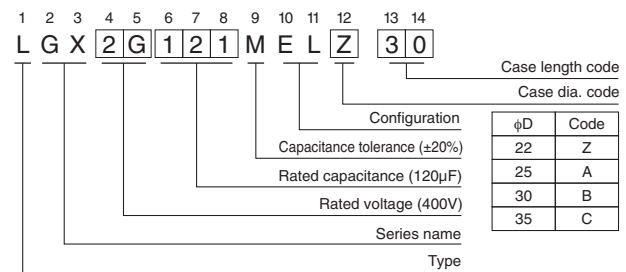 1 2 3 4 5 6 7 8 9 10 11 12 13 14
L G X 2 G 1 2 1 M E L Z 3 0
Case length code
Case dia. code
Configuration
Capacitance tolerance (±20%)
Rated capacitance (120μF)
Rated voltage (400V)
Series name
Type
ϕD Code
22 Z
25 A
30 B
35 C